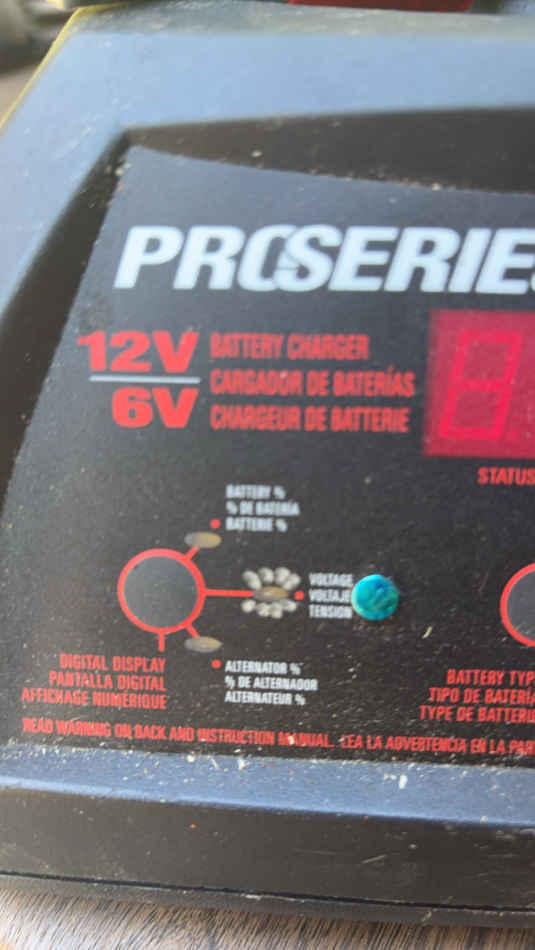 PROSERIES
12V
6V
BATTERY CHARGER
CARGADOR DE BATERÍAS
CHARGEUR DE BATTERIE
STATUS
BATTERY %
% DE BATERÍA
BATTERIE %
VOLTAGE
VOLTAJE
TENSION
ALTERNATOR %
% DE ALTERNADOR
ALTERNATEUR %
DIGITAL DISPLAY
PANTALLA DIGITAL
AFFICHAGE NUMÉRIQUE
BATTERY TYP
TIPO DE BATERÍA
TYPE DE BATTERIE
READ WARNING ON BACK AND INSTRUCTION MANUAL. LEA LA ADVERTENCIA EN LA PAR